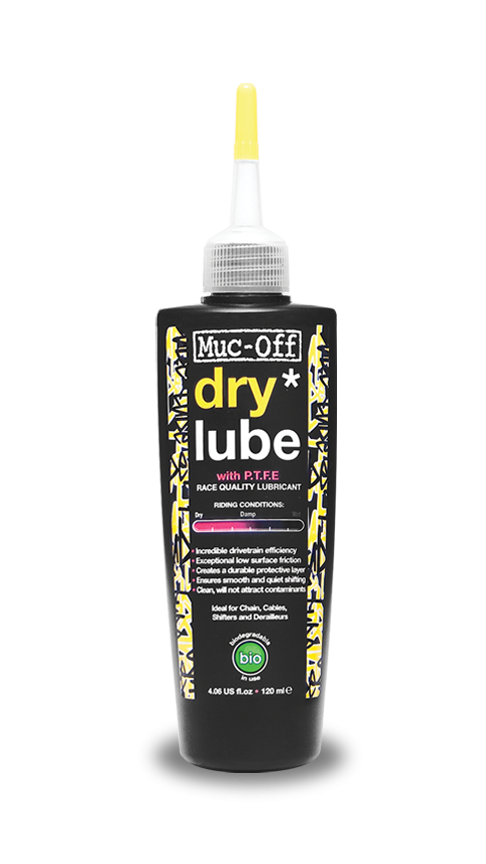 Muc-Off
dry*
lube
with P.T.F.E
RACE QUALITY LUBRICANT
RIDING CONDITIONS:
Dry Damp
Incredible drivetrain efficiency
Exceptional low surface friction
Creates a durable protective layer
Ensures smooth and quiet shifting
Clean, will not attract contaminants
Ideal for Chain, Cables,
Shifters and Derailleurs
biodegradable
bio
in use
4.06 US fl.oz • 120 ml ℮